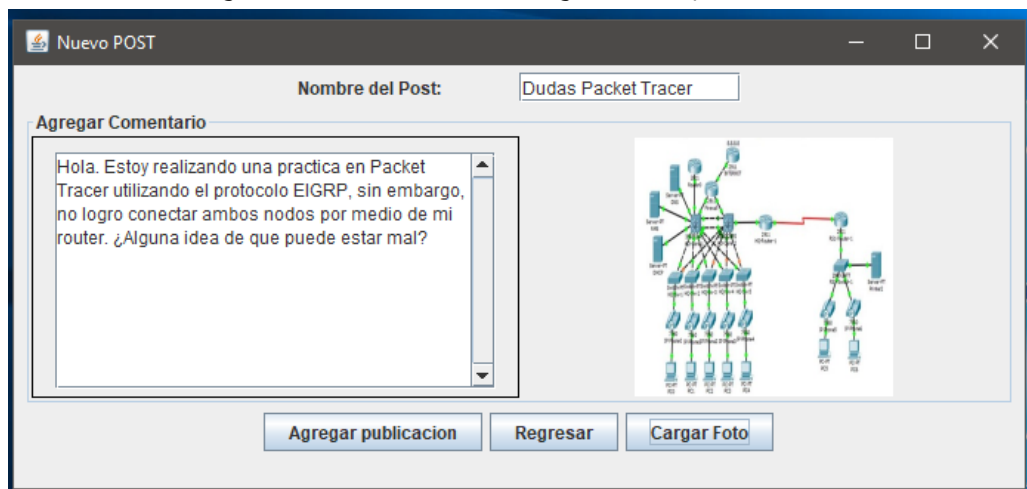 Nuevo POST
Nombre del Post:
Dudas Packet Tracer
Agregar Comentario
Hola. Estoy realizando una practica en Packet
Tracer utilizando el protocolo EIGRP, sin embargo,
no logro conectar ambos nodos por medio de mi
router. ¿Alguna idea de que puede estar mal?
Agregar publicacion
Regresar
Cargar Foto